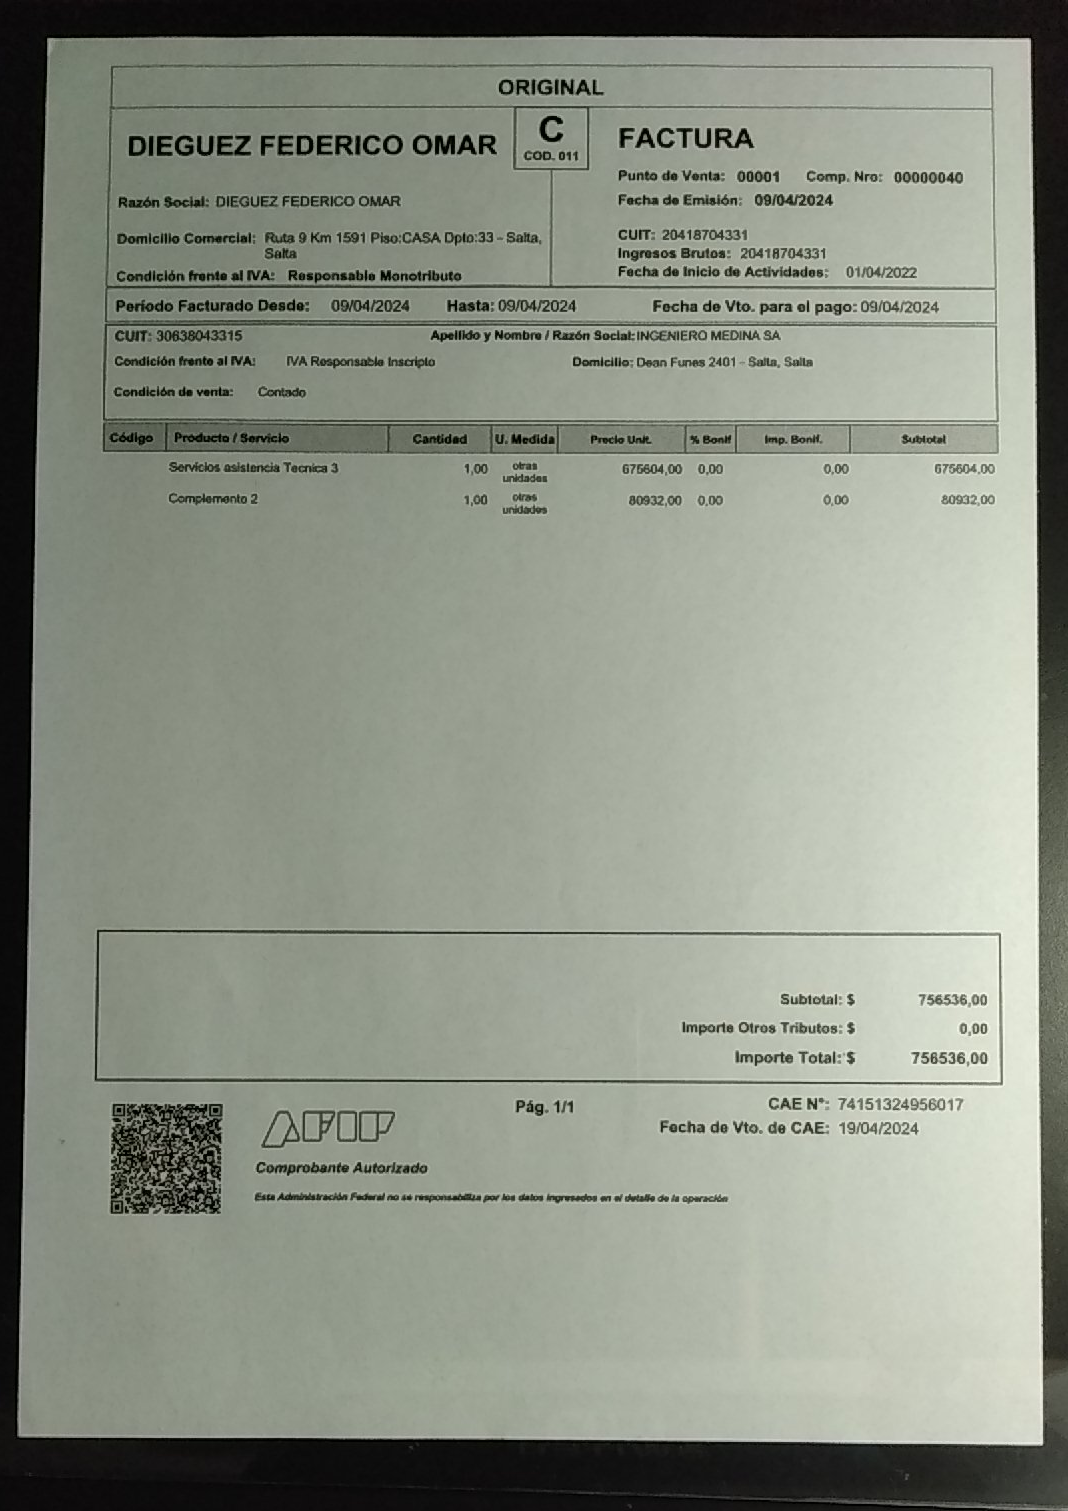 ORIGINAL
DIEGUEZ FEDERICO OMAR
C
COD. 011
FACTURA
Punto de Venta: 00001 Comp. Nro: 00000040
Razón Social: DIEGUEZ FEDERICO OMAR
Fecha de Emisión: 09/04/2024
Domicilio Comercial: Ruta 9 Km 1591 Piso:CASA Dpto:33 - Salta,
Salta
CUIT: 20418704331
Ingresos Brutos: 20418704331
Condición frente al IVA: Responsable Monotributo
Fecha de Inicio de Actividades: 01/04/2022
Período Facturado Desde: 09/04/2024 Hasta: 09/04/2024 Fecha de Vto. para el pago: 09/04/2024
CUIT: 30638043315 Apellido y Nombre / Razón Social: INGENIERO MEDINA SA
Condición frente al IVA: IVA Responsable Inscripto Domicilio: Dean Funes 2401 - Salta, Salta
Condición de venta: Contado
Código Producto / Servicio Cantidad U. Medida Precio Unit. % Bonif Imp. Bonif. Subtotal
Servicios asistencia Tecnica 3 1,00 otras unidades 675604,00 0,00 0,00 675604,00
Complemento 2 1,00 otras unidades 80932,00 0,00 0,00 80932,00
Subtotal: $ 756536,00
Importe Otros Tributos: $ 0,00
Importe Total: $ 756536,00
AFIP
Pág. 1/1
CAE N°: 74151324956017
Fecha de Vto. de CAE: 19/04/2024
Comprobante Autorizado
Esta Administración Federal no se responsabiliza por los datos ingresados en el detalle de la operación